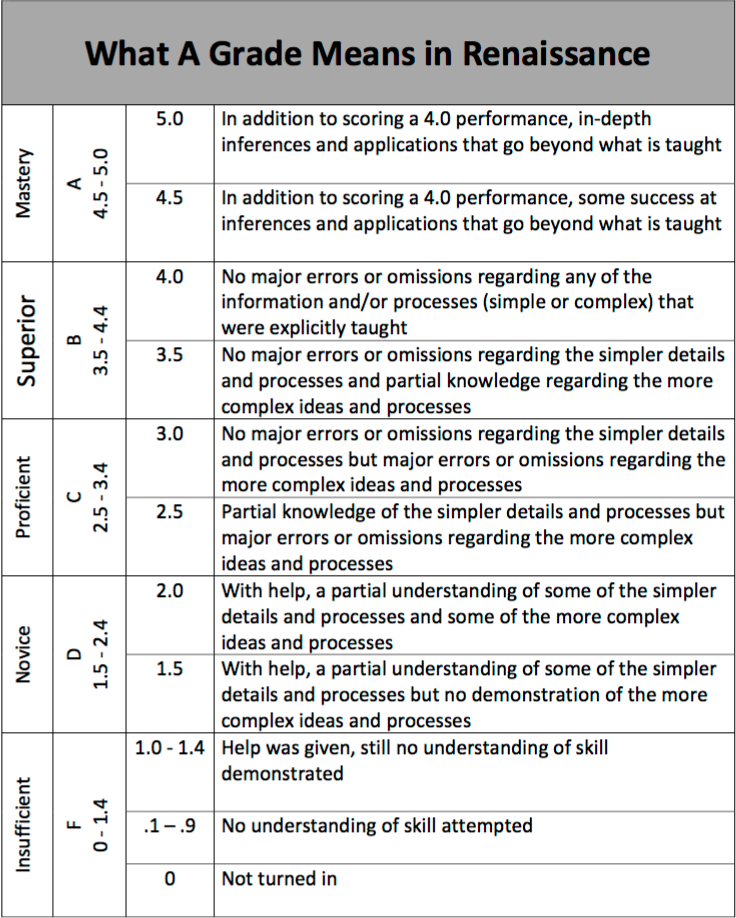 What A Grade Means in Renaissance
Mastery
A
4.5 - 5.0
5.0
In addition to scoring a 4.0 performance, in-depth
inferences and applications that go beyond what is taught
4.5
In addition to scoring a 4.0 performance, some success at
inferences and applications that go beyond what is taught
Superior
B
3.5 - 4.4
4.0
No major errors or omissions regarding any of the
information and/or processes (simple or complex) that
were explicitly taught
3.5
No major errors or omissions regarding the simpler details
and processes and partial knowledge regarding the more
complex ideas and processes
Proficient
C
2.5 - 3.4
3.0
No major errors or omissions regarding the simpler details
and processes but major errors or omissions regarding the
more complex ideas and processes
2.5
Partial knowledge of the simpler details and processes but
major errors or omissions regarding the more complex
ideas and processes
Novice
D
1.5 - 2.4
2.0
With help, a partial understanding of some of the simpler
details and processes and some of the more complex
ideas and processes
1.5
With help, a partial understanding of some of the simpler
details and processes but no demonstration of the more
complex ideas and processes
Insufficient
F
0 - 1.4
1.0 - 1.4
Help was given, still no understanding of skill
demonstrated
.1 – .9
No understanding of skill attempted
0
Not turned in